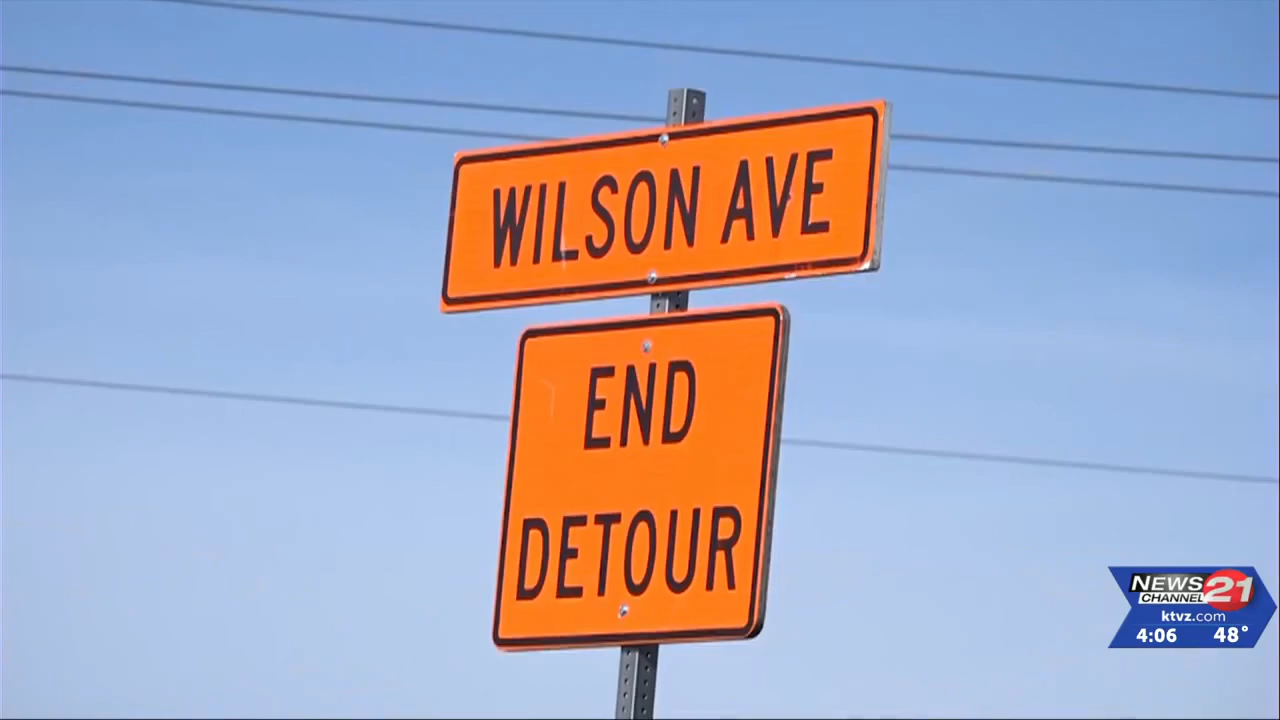 WILSON AVE
END
DETOUR
NEWS
CHANNEL 21
ktvz.com
4:06 48°